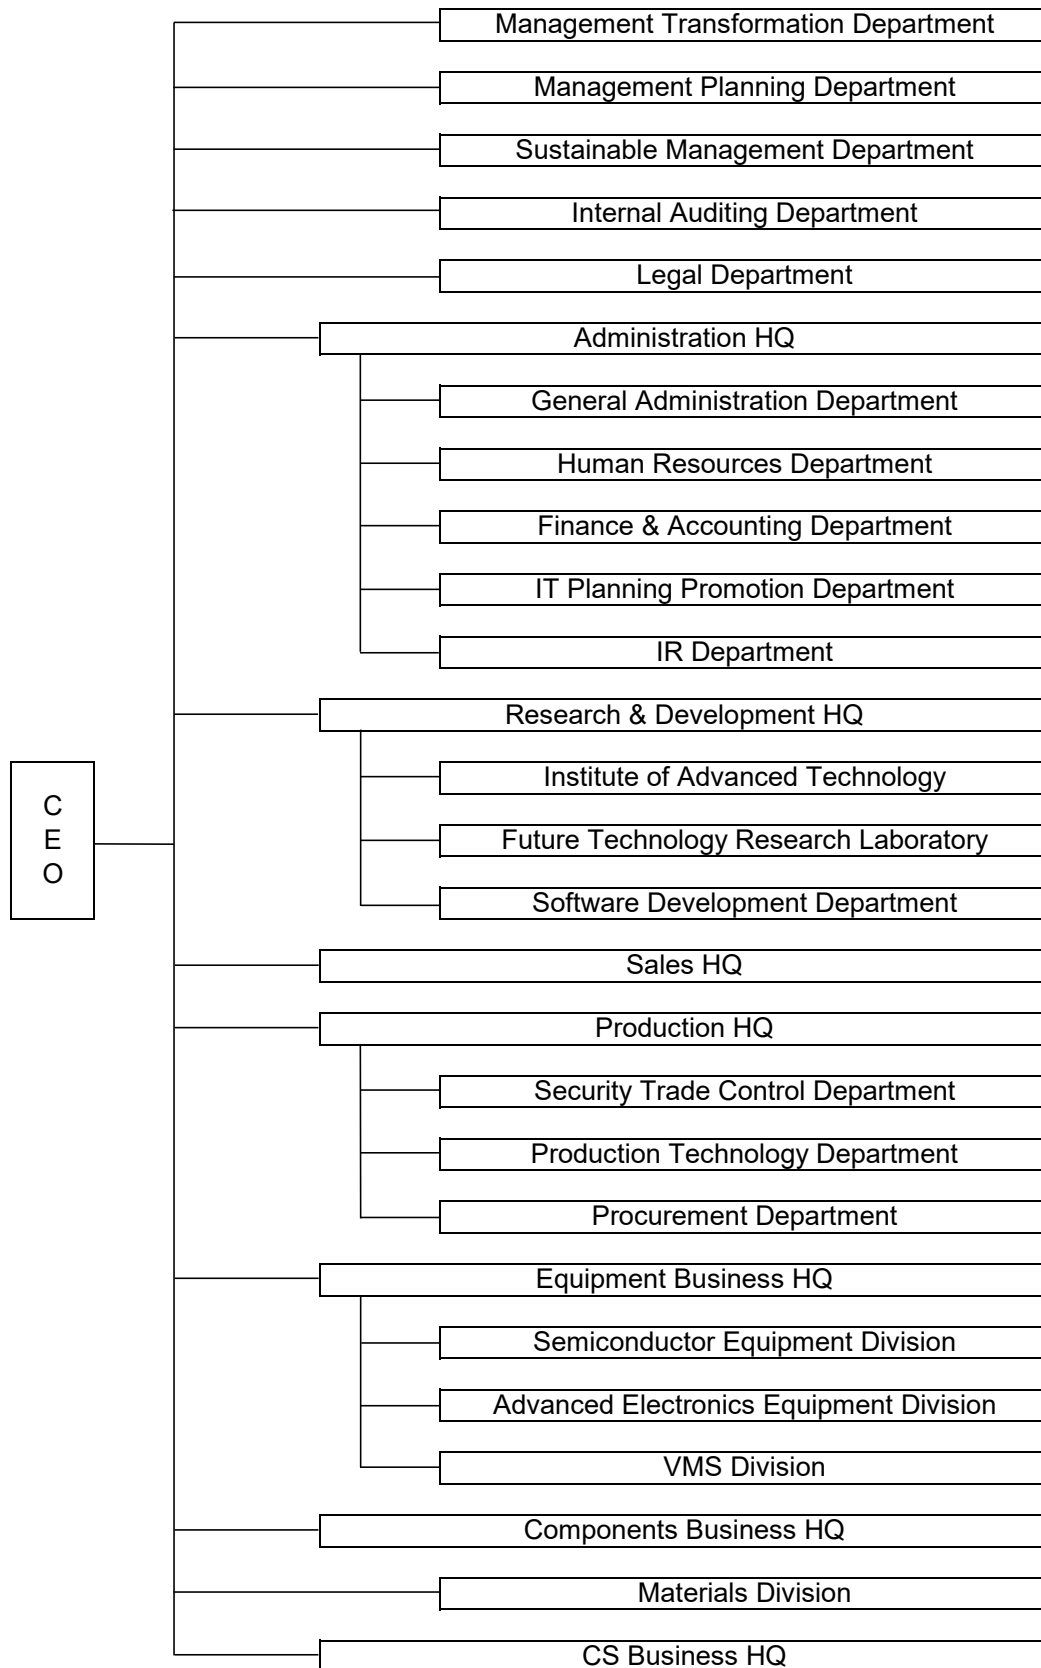 Management Transformation Department
Management Planning Department
Sustainable Management Department
Internal Auditing Department
Legal Department
Administration HQ
General Administration Department
Human Resources Department
Finance & Accounting Department
IT Planning Promotion Department
IR Department
Research & Development HQ
Institute of Advanced Technology
C
E
O
Future Technology Research Laboratory
Software Development Department
Sales HQ
Production HQ
Security Trade Control Department
Production Technology Department
Procurement Department
Equipment Business HQ
Semiconductor Equipment Division
Advanced Electronics Equipment Division
VMS Division
Components Business HQ
Materials Division
CS Business HQ